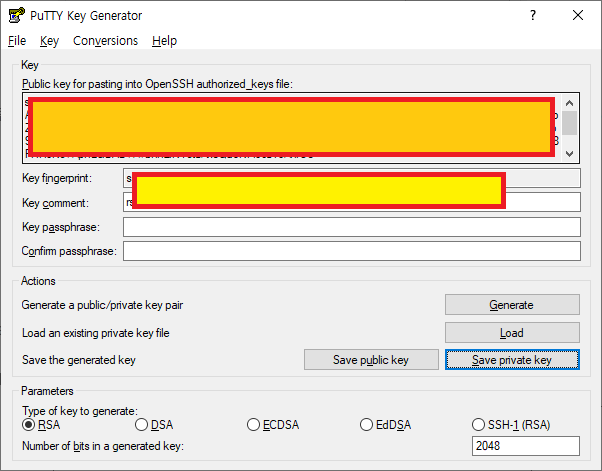 PuTTY Key Generator
File Key Conversions Help
Key
Public key for pasting into OpenSSH authorized_keys file:
Key fingerprint:
Key comment:
Key passphrase:
Confirm passphrase:
Actions
Generate a public/private key pair
Generate
Load an existing private key file
Load
Save the generated key
Save public key
Save private key
Parameters
Type of key to generate:
RSA DSA ECDSA EdDSA SSH-1 (RSA)
Number of bits in a generated key:
2048